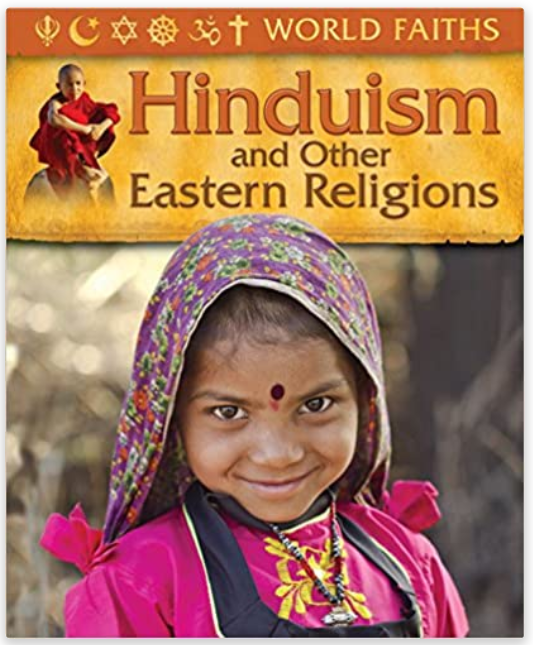 WORLD FAITHS
Hinduism
and Other
Eastern Religions